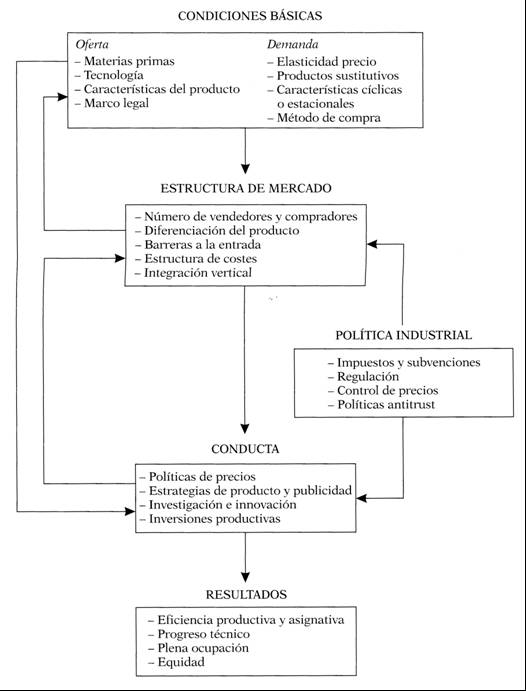 CONDICIONES BÁSICAS
Oferta
– Materias primas
– Tecnología
– Características del producto
– Marco legal
Demanda
– Elasticidad precio
– Productos sustitutivos
– Características cíclicas
o estacionales
– Método de compra
ESTRUCTURA DE MERCADO
– Número de vendedores y compradores
– Diferenciación del producto
– Barreras a la entrada
– Estructura de costes
– Integración vertical
POLÍTICA INDUSTRIAL
– Impuestos y subvenciones
– Regulación
– Control de precios
– Políticas antitrust
CONDUCTA
– Políticas de precios
– Estrategias de producto y publicidad
– Investigación e innovación
– Inversiones productivas
RESULTADOS
– Eficiencia productiva y asignativa
– Progreso técnico
– Plena ocupación
– Equidad